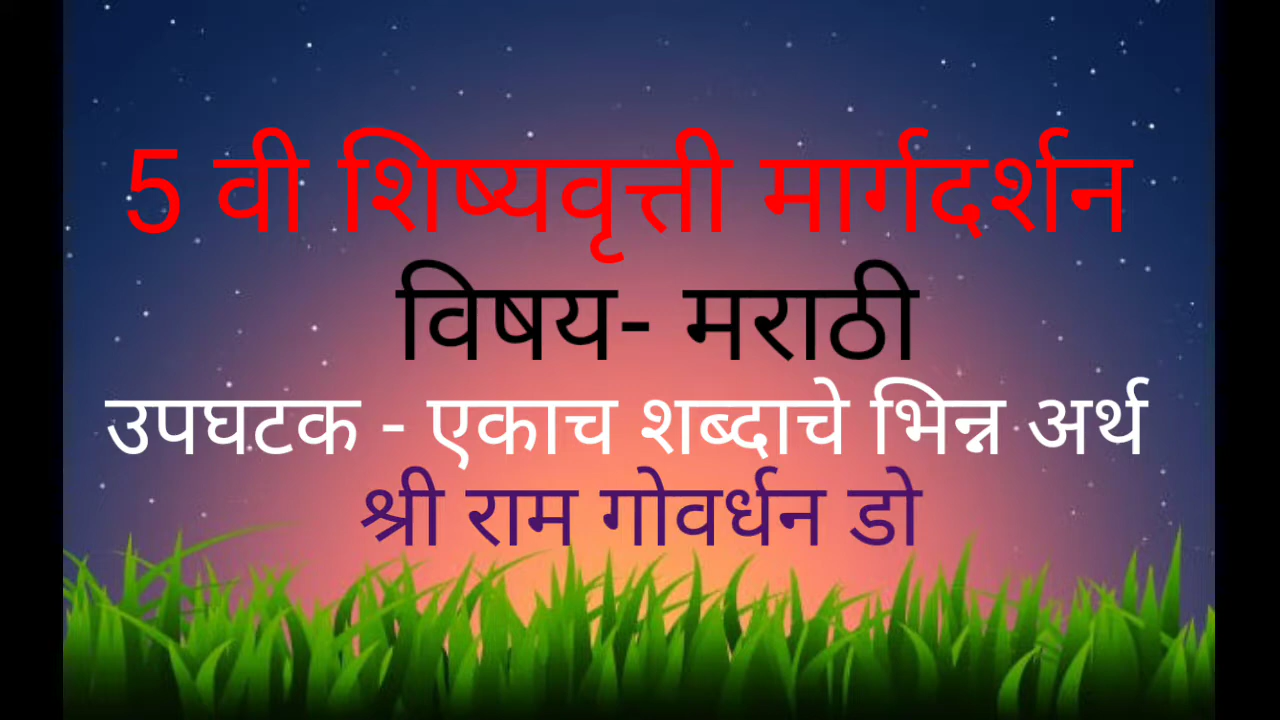 5 वी शिष्यवृत्ती मार्गदर्शन
विषय- मराठी
उपघटक - एकाच शब्दाचे भिन्न अर्थ
श्री राम गोवर्धन डो